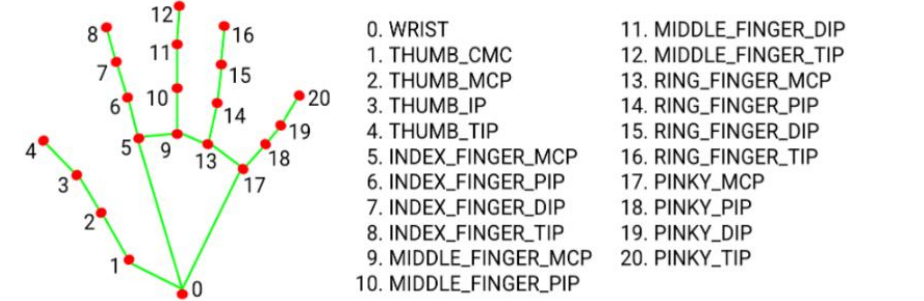 12
8
16
11
7
15
6
10
20
14
19
5
9
13
18
4
17
3
2
1
0
0. WRIST
1. THUMB_CMC
2. THUMB_MCP
3. THUMB_IP
4. THUMB_TIP
5. INDEX_FINGER_MCP
6. INDEX_FINGER_PIP
7. INDEX_FINGER_DIP
8. INDEX_FINGER_TIP
9. MIDDLE_FINGER_MCP
10. MIDDLE_FINGER_PIP
11. MIDDLE_FINGER_DIP
12. MIDDLE_FINGER_TIP
13. RING_FINGER_MCP
14. RING_FINGER_PIP
15. RING_FINGER_DIP
16. RING_FINGER_TIP
17. PINKY_MCP
18. PINKY_PIP
19. PINKY_DIP
20. PINKY_TIP